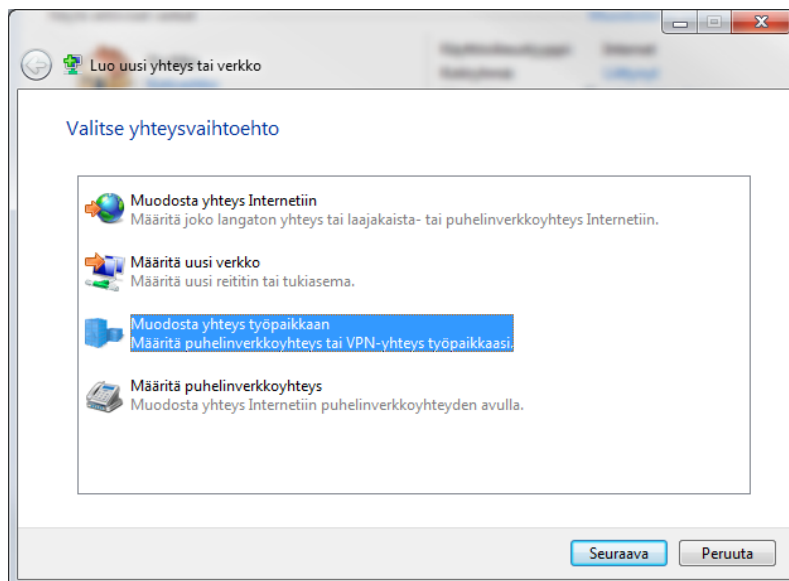 Luo uusi yhteys tai verkko
Valitse yhteysvaihtoehto
Muodosta yhteys Internetiin
Määritä joko langaton yhteys tai laajakaista- tai puhelinverkkoyhteys Internetiin.
Määritä uusi verkko
Määritä uusi reititin tai tukiasema.
Muodosta yhteys työpaikkaan
Määritä puhelinverkkoyhteys tai VPN-yhteys työpaikkaasi.
Määritä puhelinverkkoyhteys
Muodosta yhteys Internetiin puhelinverkkoyhteyden avulla.
Seuraava Peruuta